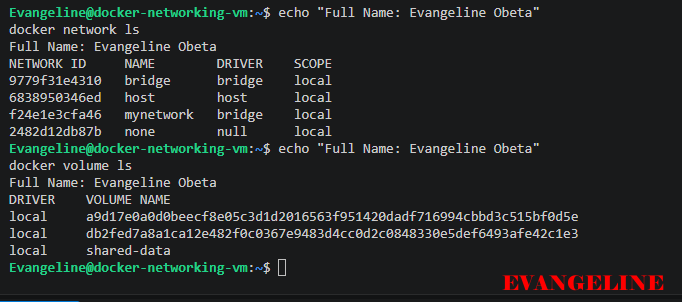 Evangeline@docker-networking-vm:~$ echo "Full Name: Evangeline Obeta"
docker network ls
Full Name: Evangeline Obeta
NETWORK ID     NAME        DRIVER    SCOPE
9779f31e4310   bridge      bridge    local
6838950346ed   host        host      local
f24e1e3cfa46   mynetwork   bridge    local
2482d12db87b   none        null      local
Evangeline@docker-networking-vm:~$ echo "Full Name: Evangeline Obeta"
docker volume ls
Full Name: Evangeline Obeta
DRIVER    VOLUME NAME
local     a9d17e0a0d0beecf8e05c3d1d2016563f951420dadf716994cbbd3c515bf0d5e
local     db2fed7a8a1ca12e482f0c0367e9483d4cc0d2c0848330e5def6493afe42c1e3
local     shared-data
Evangeline@docker-networking-vm:~$
EVANGELINE